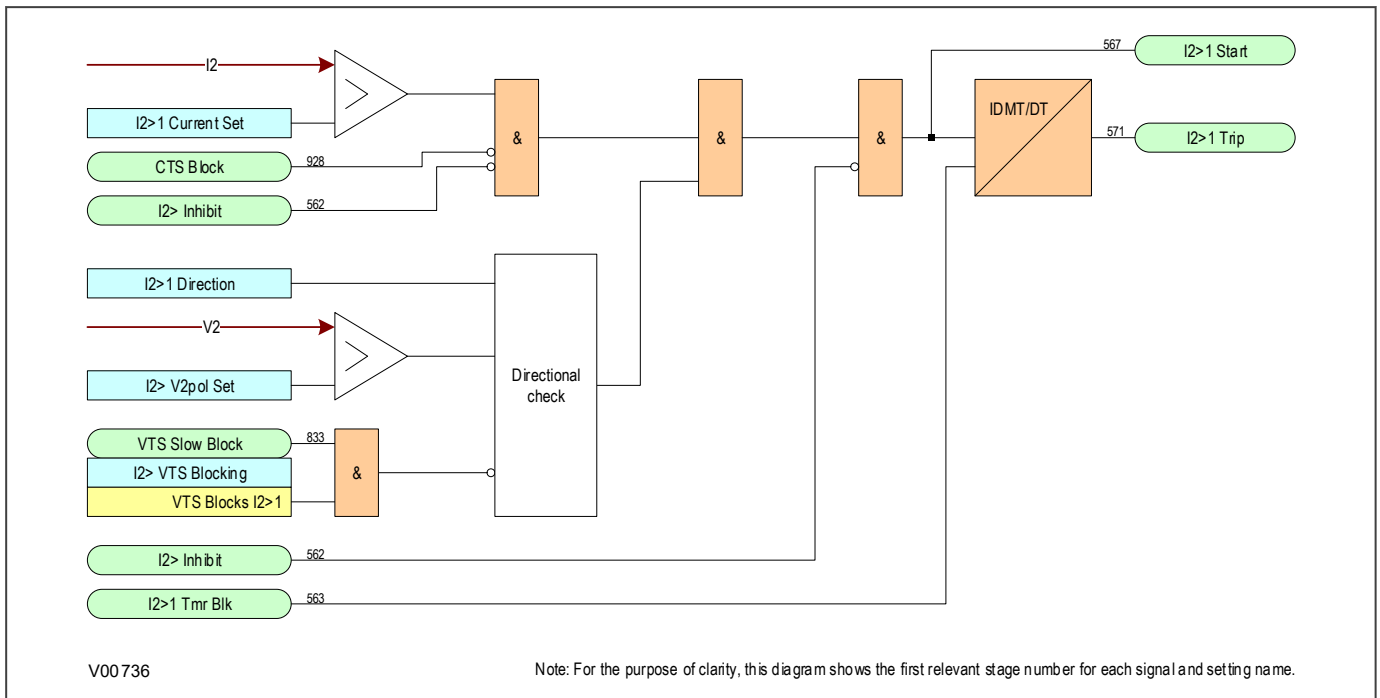 I2
I2>1 Current Set
CTS Block
928
I2> Inhibit
562
&
&
&
IDMT/DT
567
I2>1 Start
571
I2>1 Trip
I2>1 Direction
V2
I2> V2pol Set
Directional
check
VTS Slow Block
833
I2> VTS Blocking
VTS Blocks I2>1
&
I2> Inhibit
562
I2>1 Tmr Blk
563
V00736
Note: For the purpose of clarity, this diagram shows the first relevant stage number for each signal and setting name.